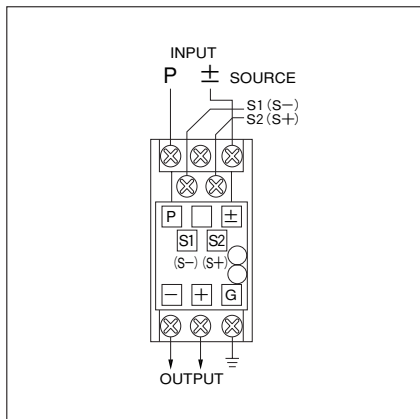 INPUT
P ± SOURCE
S1 (S−)
S2 (S+)
P ±
S1 S2
(S−) (S+)
− + G
OUTPUT